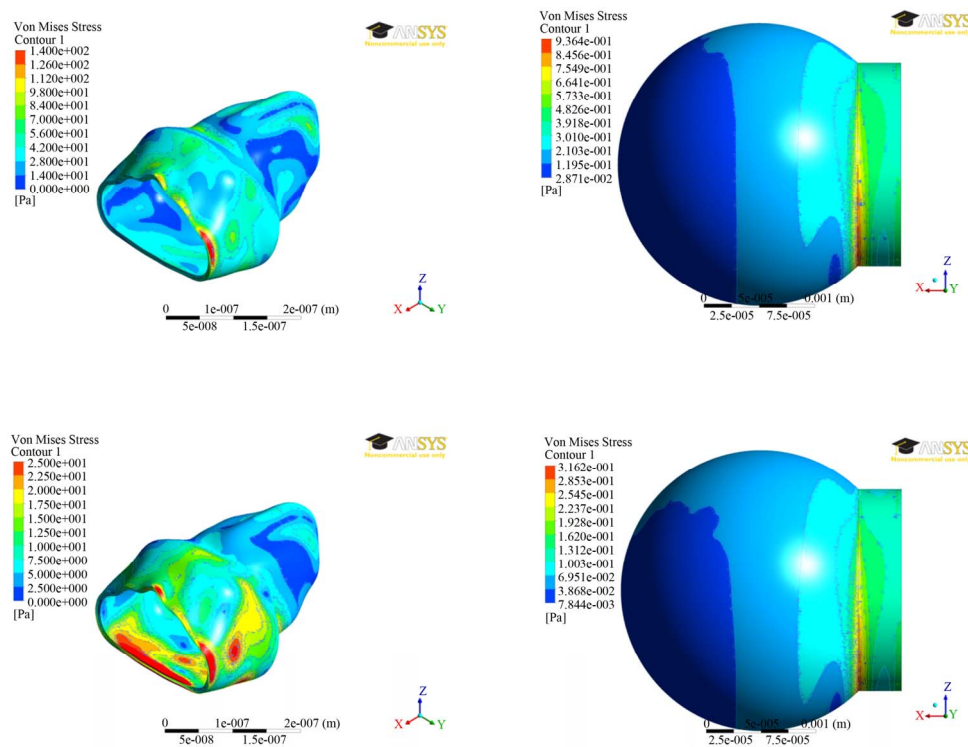 Von Mises Stress
Contour 1
1.400e+002
1.260e+002
1.120e+002
9.800e+001
8.400e+001
7.000e+001
5.600e+001
4.200e+001
2.800e+001
1.400e+001
0.000e+000
[Pa]
ANSYS
Noncommercial use only
0 1e-007 2e-007 (m)
5e-008 1.5e-007
Z
X Y
Von Mises Stress
Contour 1
9.364e-001
8.456e-001
7.549e-001
6.641e-001
5.733e-001
4.826e-001
3.918e-001
3.010e-001
2.103e-001
1.195e-001
2.871e-002
[Pa]
ANSYS
Noncommercial use only
0 5e-005 0.001 (m)
2.5e-005 7.5e-005
Z
X Y
Von Mises Stress
Contour 1
2.500e+001
2.250e+001
2.000e+001
1.750e+001
1.500e+001
1.250e+001
1.000e+001
7.500e+000
5.000e+000
2.500e+000
0.000e+000
[Pa]
ANSYS
Noncommercial use only
0 1e-007 2e-007 (m)
5e-008 1.5e-007
Z
X Y
Von Mises Stress
Contour 1
3.162e-001
2.853e-001
2.545e-001
2.237e-001
1.928e-001
1.620e-001
1.312e-001
1.003e-001
6.951e-002
3.868e-002
7.844e-003
[Pa]
ANSYS
Noncommercial use only
0 5e-005 0.001 (m)
2.5e-005 7.5e-005
Z
X Y